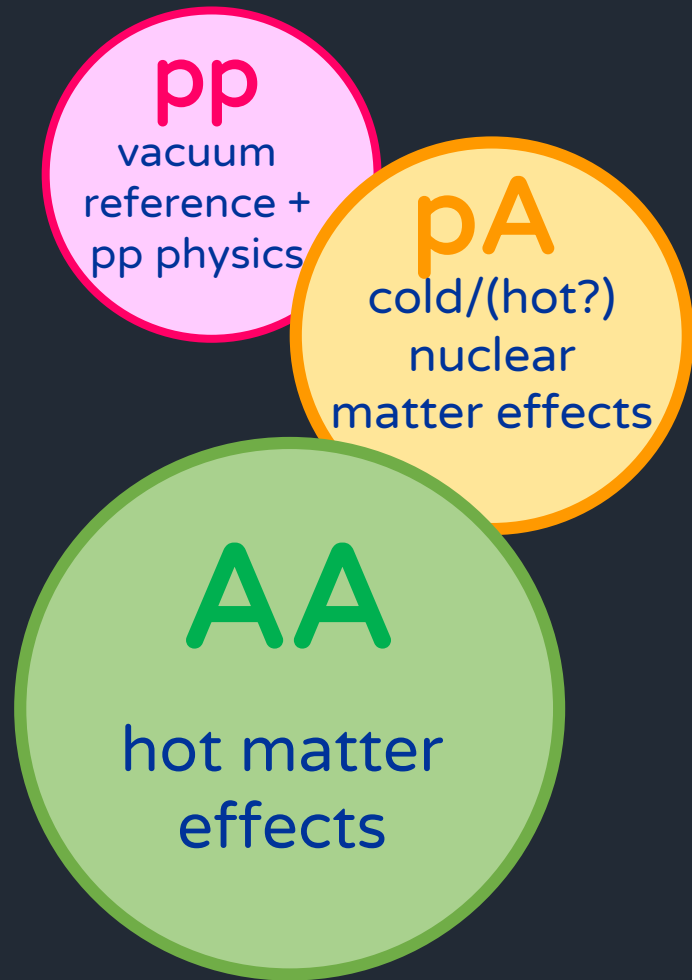 pp
vacuum
reference +
pp physics
pA
cold/(hot?)
nuclear
matter effects
AA
hot matter
effects